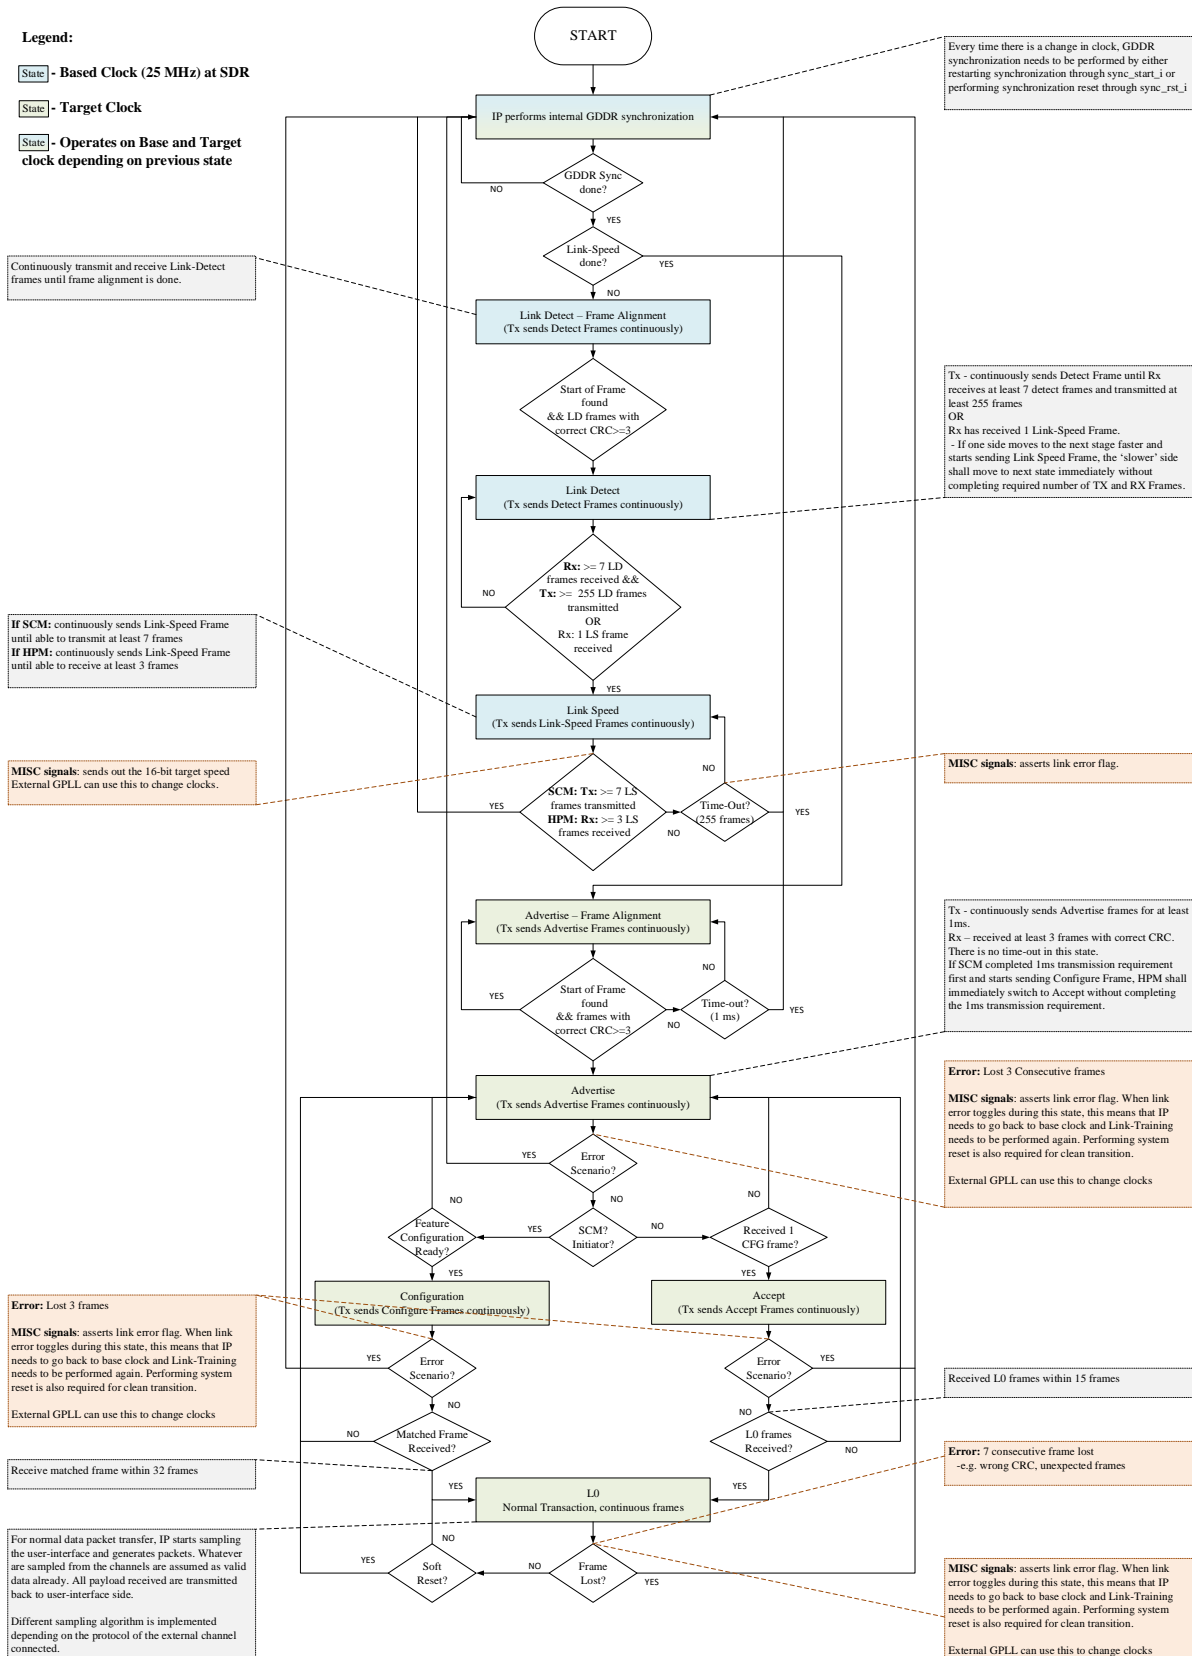 START
Legend:
State - Based Clock (25 MHz) at SDR
State - Target Clock
State - Operates on Base and Target
clock depending on previous state
Every time there is a change in clock, GDDR
synchronization needs to be performed by either
restarting synchronization through sync_start_i or
performing synchronization reset through sync_rst_i
IP performs internal GDDR synchronization
GDDR Sync
done?
NO
YES
Link-Speed
done?
YES
NO
Continuously transmit and receive Link-Detect
frames until frame alignment is done.
Link Detect – Frame Alignment
(Tx sends Detect Frames continuously)
Start of Frame
found
&& LD frames with
correct CRC>=3
Tx - continuously sends Detect Frame until Rx
receives at least 7 detect frames and transmitted at
least 255 frames
OR
Rx has received 1 Link-Speed Frame.
- If one side moves to the next stage faster and
starts sending Link Speed Frame, the ‘slower’ side
shall move to next state immediately without
completing required number of TX and RX Frames.
Link Detect
(Tx sends Detect Frames continuously)
Rx: >= 7 LD
frames received &&
Tx: >= 255 LD frames
transmitted
OR
Rx: 1 LS frame
received
NO
YES
If SCM: continuously sends Link-Speed Frame
until able to transmit at least 7 frames
If HPM: continuously sends Link-Speed Frame
until able to receive at least 3 frames
Link Speed
(Tx sends Link-Speed Frames continuously)
MISC signals: sends out the 16-bit target speed
External GPLL can use this to change clocks.
NO
MISC signals: asserts link error flag.
SCM: Tx: >= 7 LS
frames transmitted
HPM: Rx: >= 3 LS
frames received
YES
NO
Time-Out?
(255 frames)
YES
Advertise – Frame Alignment
(Tx sends Advertise Frames continuously)
Tx - continuously sends Advertise frames for at least
1ms.
Rx – received at least 3 frames with correct CRC.
There is no time-out in this state.
If SCM completed 1ms transmission requirement
first and starts sending Configure Frame, HPM shall
immediately switch to Accept without completing
the 1ms transmission requirement.
NO
Start of Frame
found
&& frames with
correct CRC>=3
NO
Time-out?
(1 ms)
YES
Advertise
(Tx sends Advertise Frames continuously)
Error: Lost 3 Consecutive frames
MISC signals: asserts link error flag. When link
error toggles during this state, this means that IP
needs to go back to base clock and Link-Training
needs to be performed again. Performing system
reset is also required for clean transition.
External GPLL can use this to change clocks
YES
Error
Scenario?
NO
NO
NO
Feature
Configuration
Ready?
YES
SCM?
Initiator?
NO
Received 1
CFG frame?
YES
YES
Configuration
(Tx sends Configure Frames continuously)
Accept
(Tx sends Accept Frames continuously)
Error: Lost 3 frames
MISC signals: asserts link error flag. When link
error toggles during this state, this means that IP
needs to go back to base clock and Link-Training
needs to be performed again. Performing system
reset is also required for clean transition.
External GPLL can use this to change clocks
YES
Error
Scenario?
NO
Error
Scenario?
YES
NO
Received L0 frames within 15 frames
NO
Matched Frame
Received?
L0 frames
Received?
NO
Error: 7 consecutive frame lost
-e.g. wrong CRC, unexpected frames
Receive matched frame within 32 frames
YES
YES
L0
Normal Transaction, continuous frames
For normal data packet transfer, IP starts sampling
the user-interface and generates packets. Whatever
are sampled from the channels are assumed as valid
data already. All payload received are transmitted
back to user-interface side.
Different sampling algorithm is implemented
depending on the protocol of the external channel
connected.
NO
YES
Soft
Reset?
NO
Frame
Lost?
YES
MISC signals: asserts link error flag. When link
error toggles during this state, this means that IP
needs to go back to base clock and Link-Training
needs to be performed again. Performing system
reset is also required for clean transition.
External GPLL can use this to change clocks